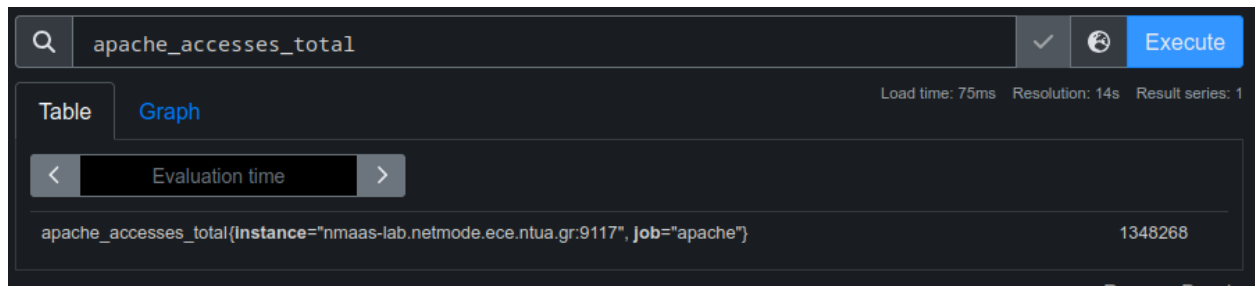 apache_accesses_total
Execute
Load time: 75ms Resolution: 14s Result series: 1
Table
Graph
Evaluation time
apache_accesses_total{instance="nmaas-lab.netmode.ece.ntua.gr:9117", job="apache"}
1348268